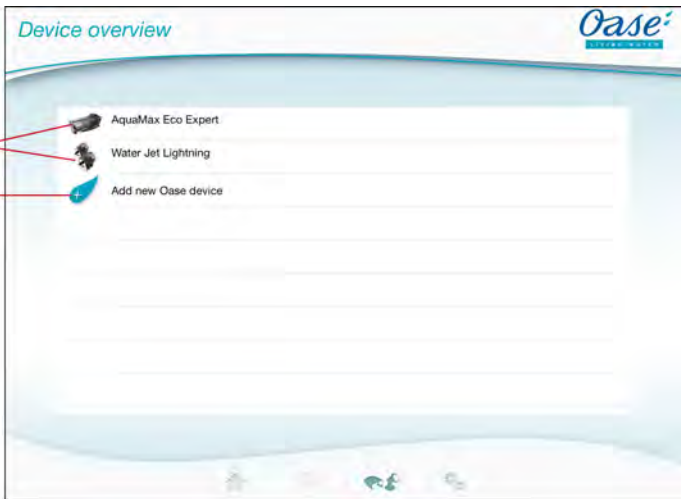 Device overview
Oase
LIVING WATER
AquaMax Eco Expert
Water Jet Lightning
Add new Oase device